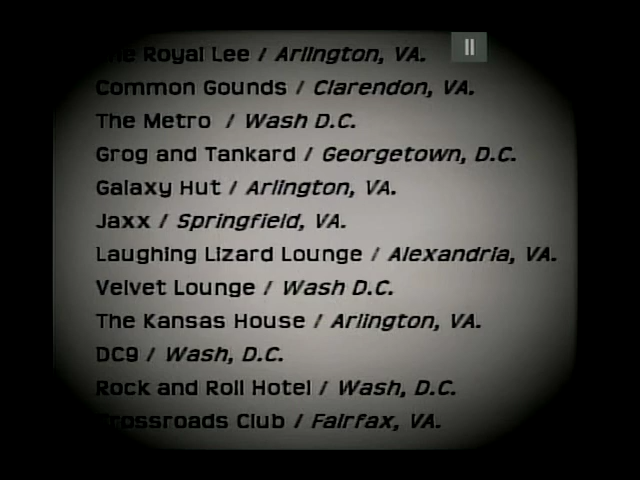 The Royal Lee / Arlington, VA.
Common Gounds / Clarendon, VA.
The Metro / Wash D.C.
Grog and Tankard / Georgetown, D.C.
Galaxy Hut / Arlington, VA.
Jaxx / Springfield, VA.
Laughing Lizard Lounge / Alexandria, VA.
Velvet Lounge / Wash D.C.
The Kansas House / Arlington, VA.
DC9 / Wash, D.C.
Rock and Roll Hotel / Wash, D.C.
Crossroads Club / Fairfax, VA.